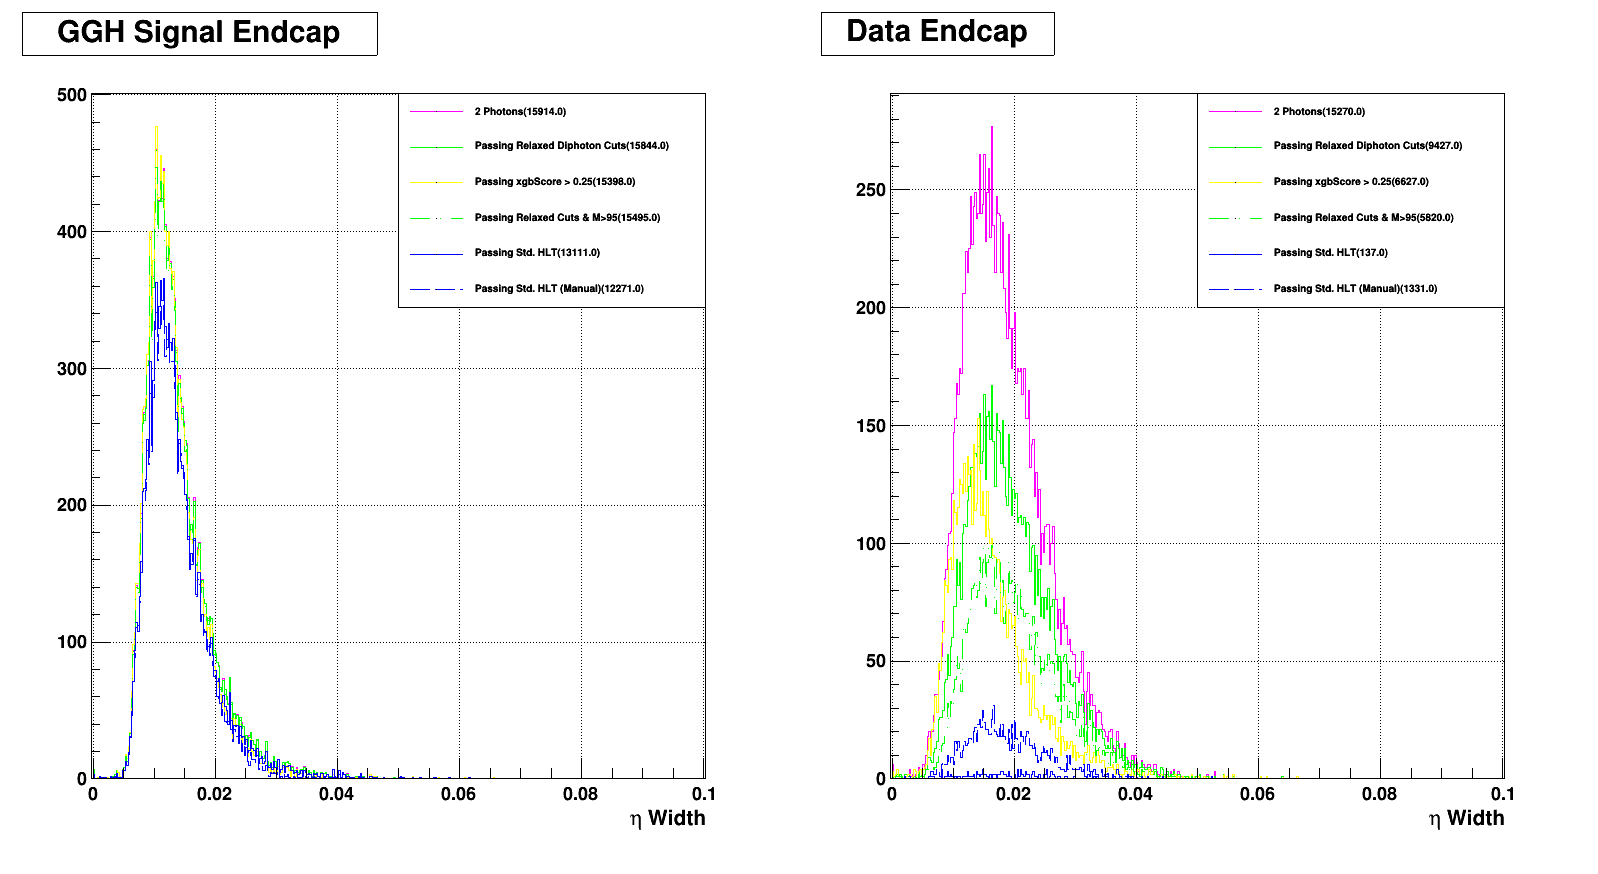 GGH Signal Endcap
500
400
300
200
100
0
0 0.02 0.04 0.06 0.08 0.1
η Width
2 Photons(15914.0)
Passing Relaxed Diphoton Cuts(15844.0)
Passing xgbScore > 0.25(15398.0)
Passing Relaxed Cuts & M>95(15495.0)
Passing Std. HLT(13111.0)
Passing Std. HLT (Manual)(12271.0)
Data Endcap
250
200
150
100
50
0
0 0.02 0.04 0.06 0.08 0.1
η Width
2 Photons(15270.0)
Passing Relaxed Diphoton Cuts(9427.0)
Passing xgbScore > 0.25(6627.0)
Passing Relaxed Cuts & M>95(5820.0)
Passing Std. HLT(137.0)
Passing Std. HLT (Manual)(1331.0)